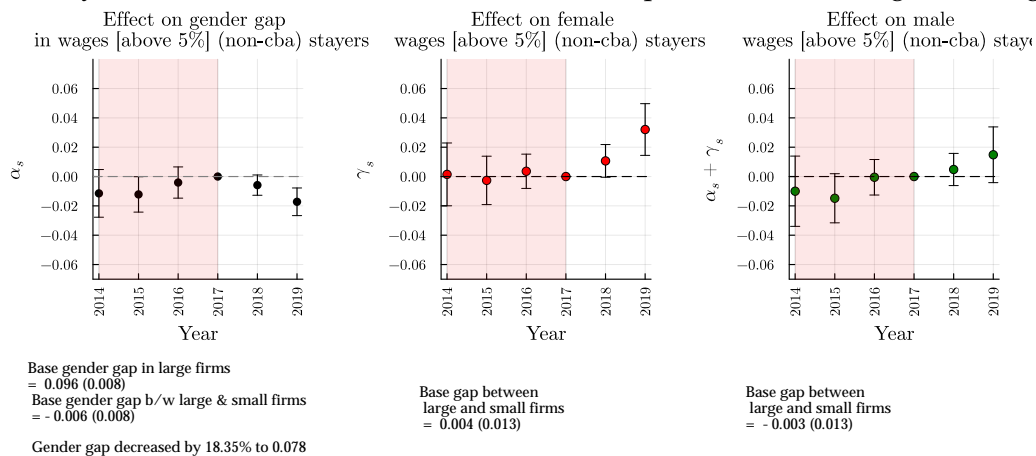 Effect on gender gap
in wages [above 5%] (non-cba) stayers
0.06
0.04
0.02
0.00
−0.02
−0.04
−0.06
α_s
2014
2015
2016
2017
2018
2019
Year
Base gender gap in large firms
= 0.096 (0.008)
Base gender gap b/w large & small firms
= - 0.006 (0.008)
Gender gap decreased by 18.35% to 0.078
Effect on female
wages [above 5%] (non-cba) stayers
0.06
0.04
0.02
0.00
−0.02
−0.04
−0.06
γ_s
2014
2015
2016
2017
2018
2019
Year
Base gap between
large and small firms
= 0.004 (0.013)
Effect on male
wages [above 5%] (non-cba) staye
0.06
0.04
0.02
0.00
−0.02
−0.04
−0.06
α_s + γ_s
2014
2015
2016
2017
2018
2019
Year
Base gap between
large and small firms
= - 0.003 (0.013)